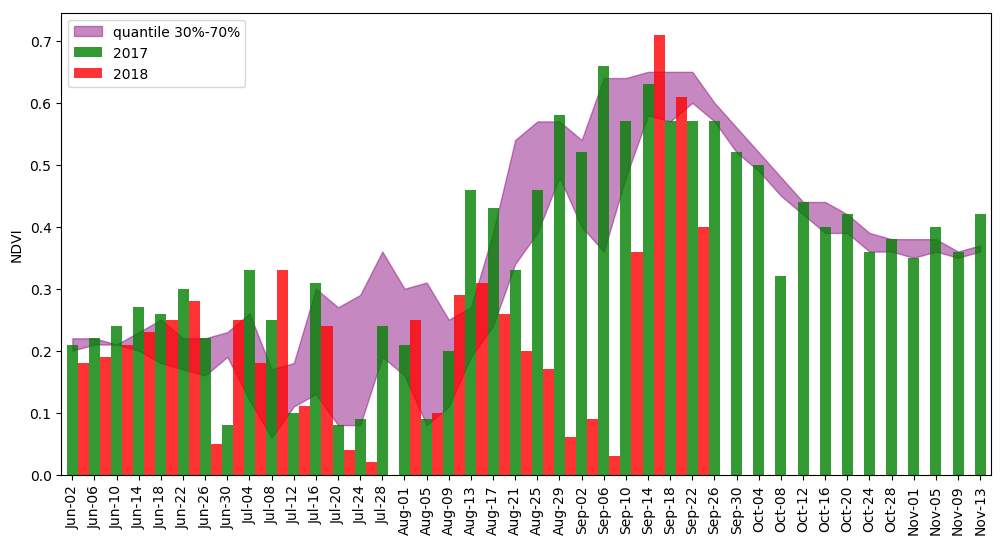 quantile 30%-70%
2017
2018
NDVI
0.7
0.6
0.5
0.4
0.3
0.2
0.1
0.0
Jun-02
Jun-06
Jun-10
Jun-14
Jun-18
Jun-22
Jun-26
Jun-30
Jul-04
Jul-08
Jul-12
Jul-16
Jul-20
Jul-24
Jul-28
Aug-01
Aug-05
Aug-09
Aug-13
Aug-17
Aug-21
Aug-25
Aug-29
Sep-02
Sep-06
Sep-10
Sep-14
Sep-18
Sep-22
Sep-26
Sep-30
Oct-04
Oct-08
Oct-12
Oct-16
Oct-20
Oct-24
Oct-28
Nov-01
Nov-05
Nov-09
Nov-13